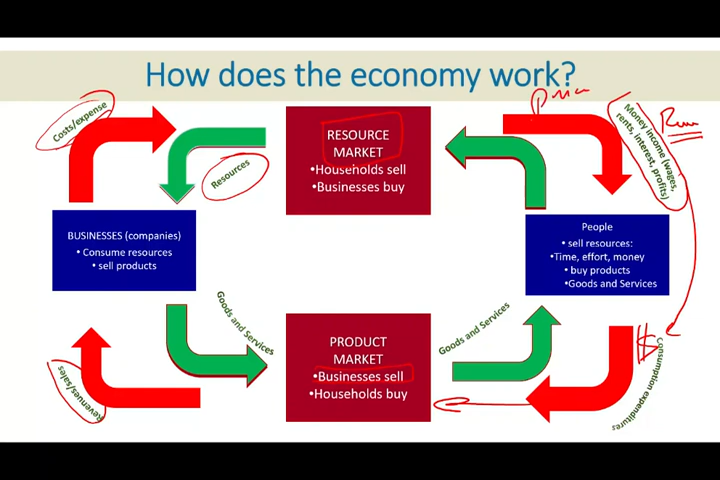 How does the economy work?
Costs/expense
Resources
RESOURCE
MARKET
•Households sell
•Businesses buy
Money income (wages,
rents, interest, profits)
BUSINESSES (companies)
• Consume resources
• sell products
People
• sell resources:
•Time, effort, money
• buy products
•Goods and Services
Goods and Services
PRODUCT
MARKET
•Businesses sell
•Households buy
Goods and Services
$
Consumption expenditures
Revenues/sales